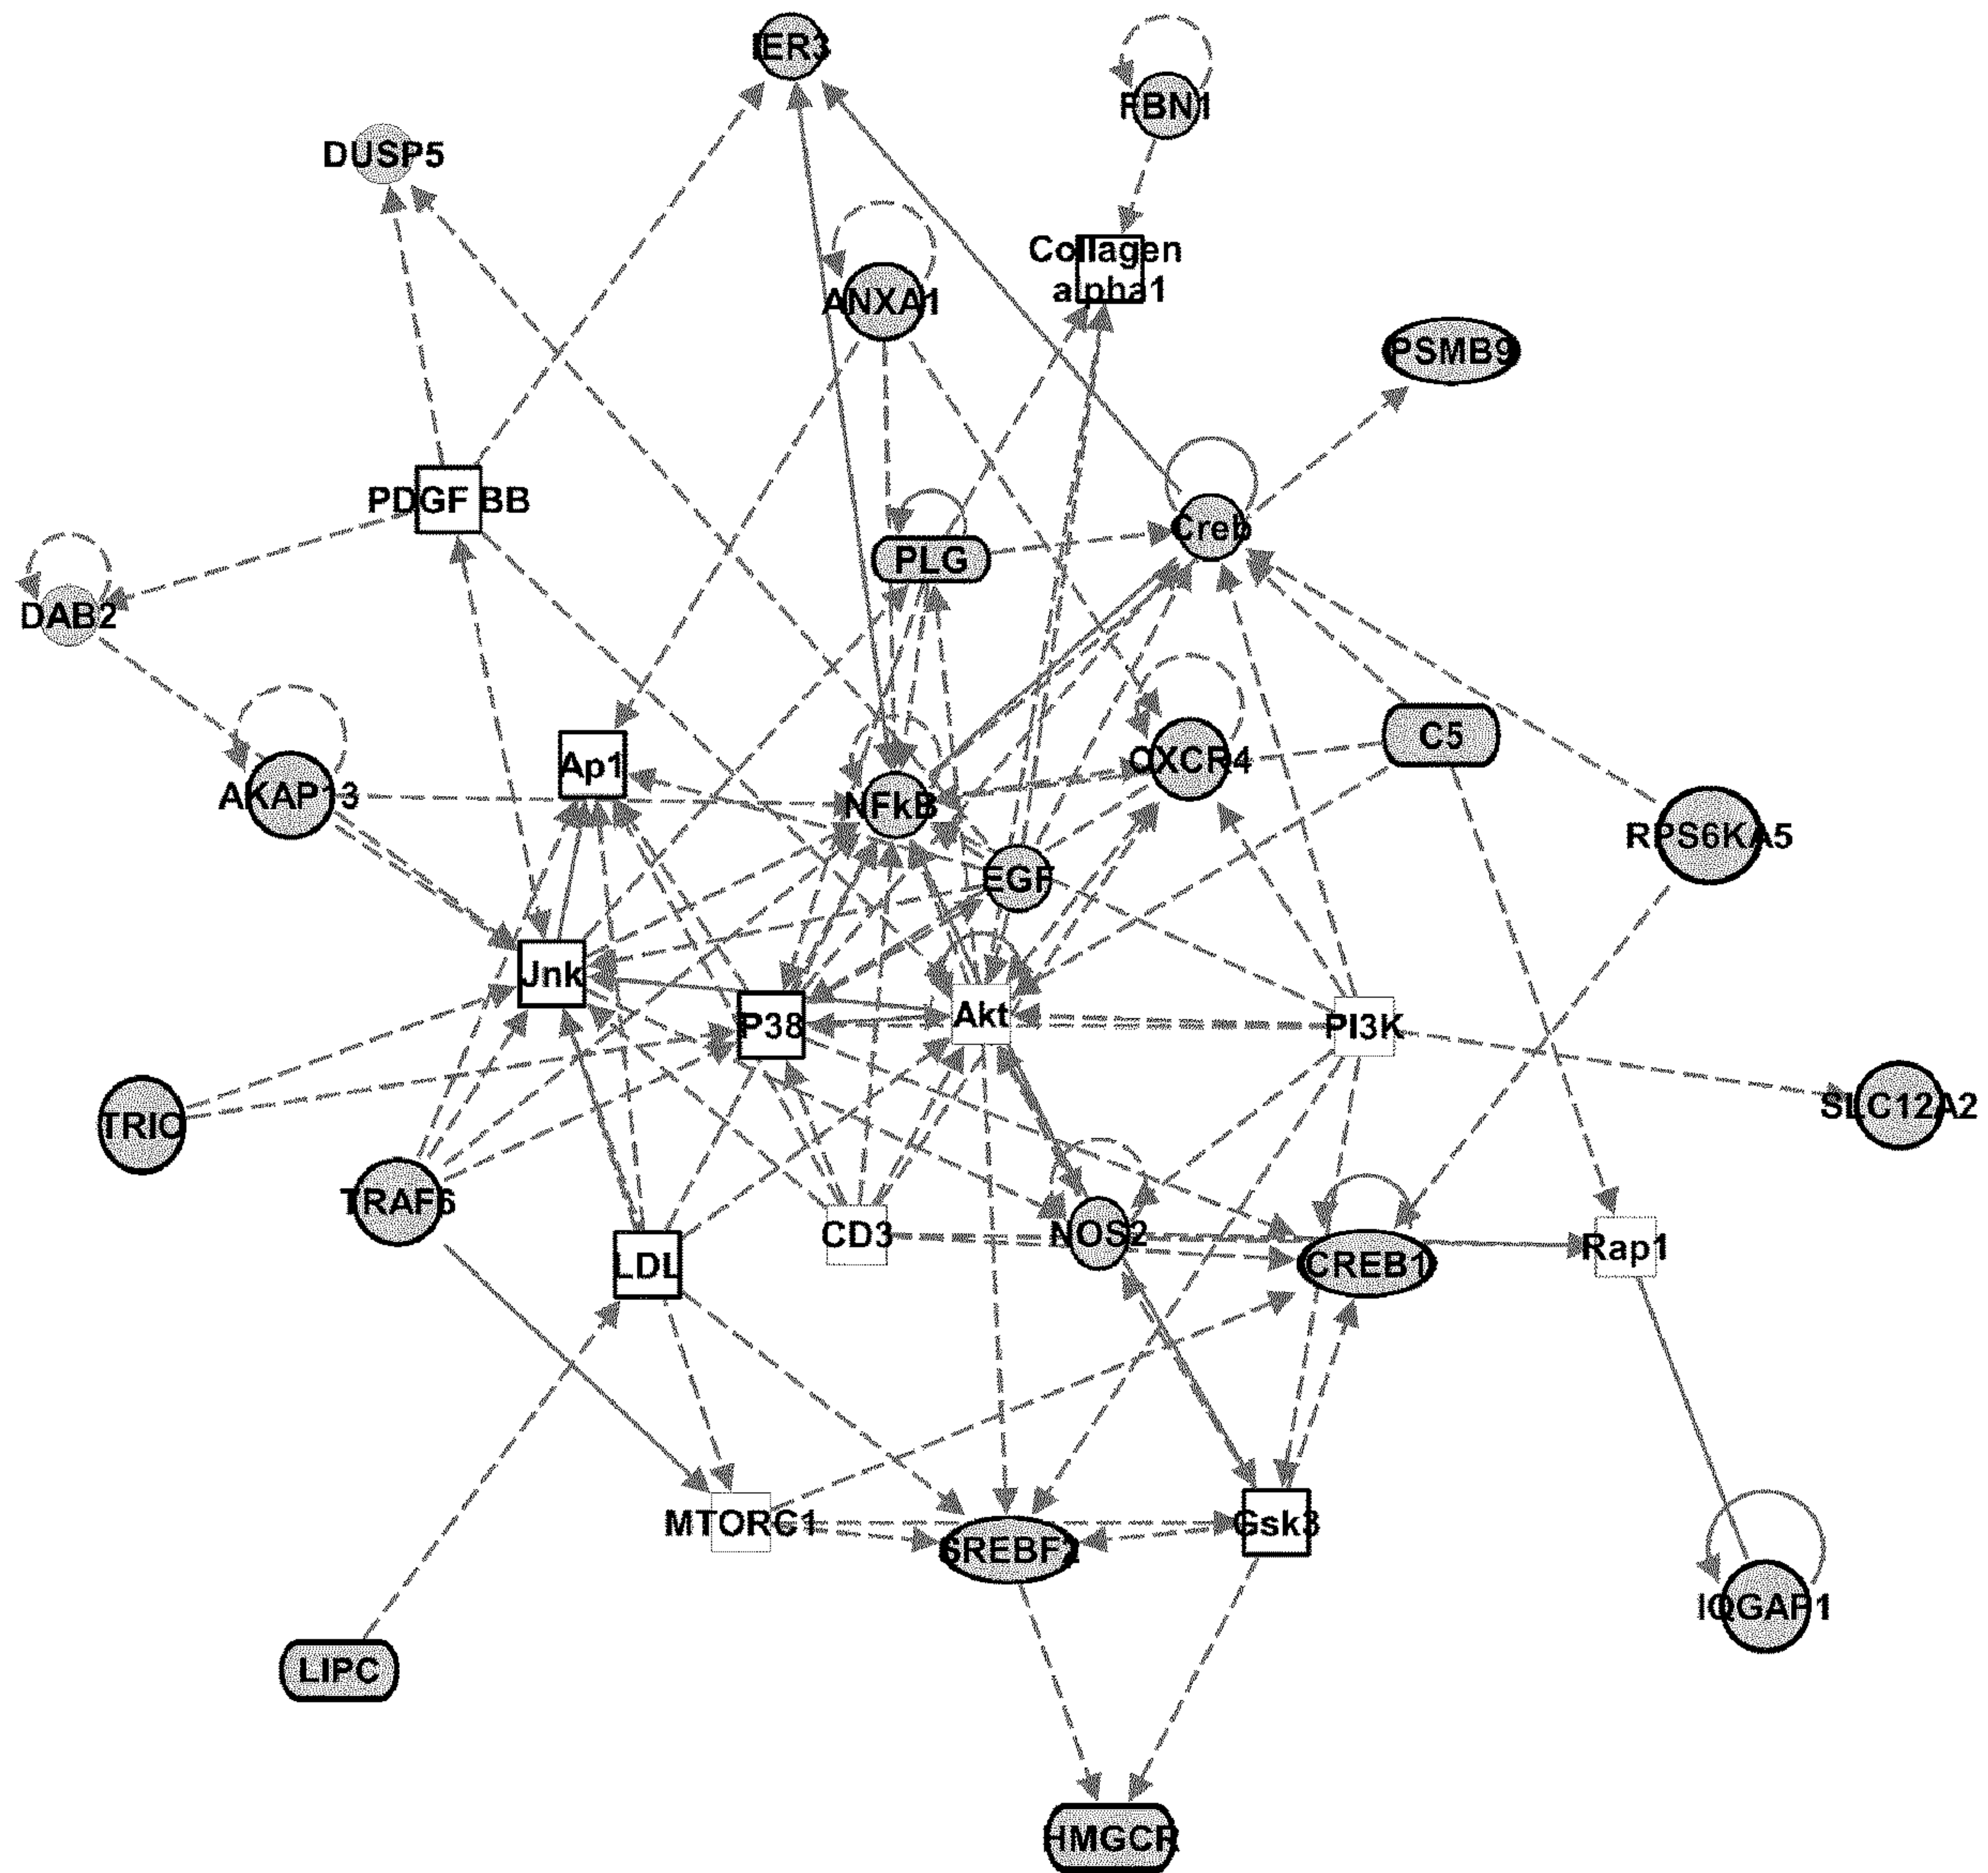 IER3
FBN1
DUSP5
Collagen
alpha1
ANXA1
PSMB9
PDGF BB
Creb
PLG
DAB2
C5
CXCR4
Ap1
AKAP13
NFkB
RPS6KA5
EGF
Jnk
P38
Akt
PI3K
SLC12A2
TRIO
TRAF6
CD3
NOS2
Rap1
LDL
CREB1
MTORC1
Gsk3
SREBF2
IQGAP1
LIPC
HMGCR